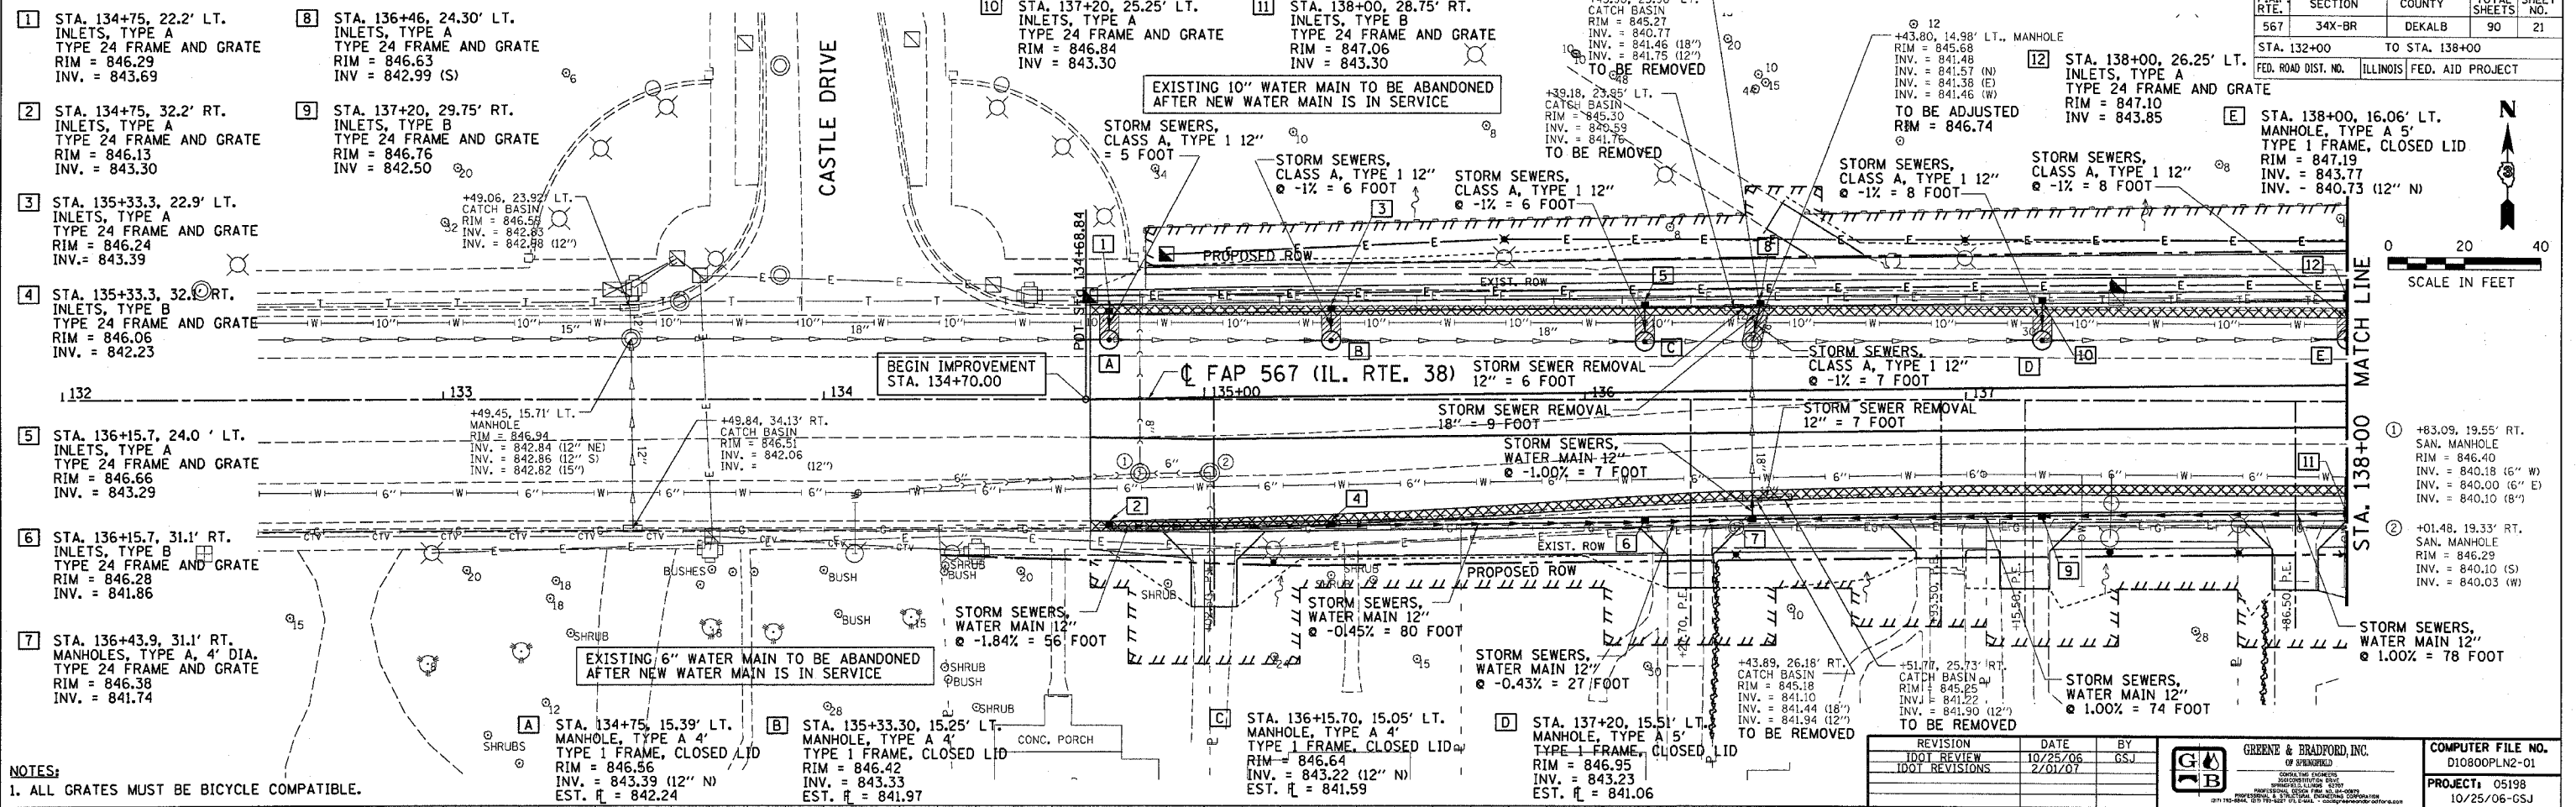 1 STA. 134+75, 22.2' LT.
INLETS, TYPE A
TYPE 24 FRAME AND GRATE
RIM = 846.29
INV. = 843.69
2 STA. 134+75, 32.2' RT.
INLETS, TYPE A
TYPE 24 FRAME AND GRATE
RIM = 846.13
INV. = 843.30
3 STA. 135+33.3, 22.9' LT.
INLETS, TYPE A
TYPE 24 FRAME AND GRATE
RIM = 846.24
INV.= 843.39
4 STA. 135+33.3, 32.1' RT.
INLETS, TYPE B
TYPE 24 FRAME AND GRATE
RIM = 846.06
INV. = 842.23
5 STA. 136+15.7, 24.0 ' LT.
INLETS, TYPE A
TYPE 24 FRAME AND GRATE
RIM = 846.66
INV. = 843.29
6 STA. 136+15.7, 31.1' RT.
INLETS, TYPE B
TYPE 24 FRAME AND GRATE
RIM = 846.28
INV. = 841.86
7 STA. 136+43.9, 31.1' RT.
MANHOLES, TYPE A, 4' DIA.
TYPE 24 FRAME AND GRATE
RIM = 846.38
INV. = 841.74
NOTES:
1. ALL GRATES MUST BE BICYCLE COMPATIBLE.
8 STA. 136+46, 24.30' LT.
INLETS, TYPE A
TYPE 24 FRAME AND GRATE
RIM = 846.63
INV = 842.99 (S)
9 STA. 137+20, 29.75' RT.
INLETS, TYPE B
TYPE 24 FRAME AND GRATE
RIM = 846.76
INV = 842.50
10 STA. 137+20, 25.25' LT.
INLETS, TYPE A
TYPE 24 FRAME AND GRATE
RIM = 846.84
INV = 843.30
11 STA. 138+00, 28.75' RT.
INLETS, TYPE B
TYPE 24 FRAME AND GRATE
RIM = 847.06
INV = 843.30
EXISTING 10" WATER MAIN TO BE ABANDONED
AFTER NEW WATER MAIN IS IN SERVICE
CATCH BASIN
RIM = 845.27
INV. = 840.77
INV. = 841.46 (18")
INV. = 841.75 (12")
TO BE REMOVED
+39.18, 23.95' LT.
CATCH BASIN
RIM = 845.30
INV. = 840.59
INV. = 841.76
TO BE REMOVED
+43.80, 14.98' LT., MANHOLE
RIM = 845.68
INV. = 841.48
INV. = 841.57 (N)
INV. = 841.38 (E)
INV. = 841.46 (W)
TO BE ADJUSTED
RIM = 846.74
12 STA. 138+00, 26.25' LT.
INLETS, TYPE A
TYPE 24 FRAME AND GRATE
RIM = 847.10
INV = 843.85
RTE. SECTION COUNTY SHEETS NO.
567 34X-BR DEKALB 90 21
STA. 132+00 TO STA. 138+00
FED. ROAD DIST. NO. ILLINOIS FED. AID PROJECT
E STA. 138+00, 16.06' LT.
MANHOLE, TYPE A 5'
TYPE 1 FRAME, CLOSED LID
RIM = 847.19
INV = 843.77
INV. - 840.73 (12" N)
N
0 20 40
SCALE IN FEET
CASTLE DRIVE
+49.06, 23.92' LT.
CATCH BASIN
INV. = 842.83
INV. = 842.88 (12")
STORM SEWERS,
CLASS A, TYPE 1 12"
= 5 FOOT
STORM SEWERS,
CLASS A, TYPE 1 12"
@ -1% = 6 FOOT
STORM SEWERS,
CLASS A, TYPE 1 12"
@ -1% = 6 FOOT
STORM SEWERS,
CLASS A, TYPE 1 12"
@ -1% = 8 FOOT
STORM SEWERS,
CLASS A, TYPE 1 12"
@ -1% = 8 FOOT
PROPOSED ROW
EXIST. ROW
BEGIN IMPROVEMENT
STA. 134+70.00
℄ FAP 567 (IL. RTE. 38)
STORM SEWER REMOVAL
12" = 6 FOOT
STORM SEWERS,
CLASS A, TYPE 1 12"
@ -1% = 7 FOOT
132 133 134 135+00 136 137
STA. 138+00 MATCH LINE
+49.45, 15.71' LT.
MANHOLE
RIM = 846.94
INV. = 842.84 (12" NE)
INV. = 842.86 (12" S)
INV. = 842.82 (15")
+49.84, 34.13' RT.
CATCH BASIN
RIM = 846.51
INV. = 842.06
INV. = (12")
STORM SEWER REMOVAL
18" = 9 FOOT
STORM SEWER REMOVAL
12" = 7 FOOT
STORM SEWERS,
WATER MAIN 12"
@ -1.00% = 7 FOOT
1 +83.09, 19.55' RT.
SAN. MANHOLE
RIM = 846.40
INV. = 840.18 (6" W)
INV. = 840.00 (6" E)
INV. = 840.10 (8")
2 +01.48, 19.33' RT.
SAN. MANHOLE
RIM = 846.29
INV. = 840.10 (S)
INV. = 840.03 (W)
EXIST. ROW
PROPOSED ROW
BUSHES
BUSH
SHRUB
BUSH
SHRUB
SHRUB
STORM SEWERS,
WATER MAIN 12"
@ -1.84% = 56 FOOT
STORM SEWERS,
WATER MAIN 12"
@ -0.45% = 80 FOOT
STORM SEWERS,
WATER MAIN 12"
@ -0.43% = 27 FOOT
+43.89, 26.18' RT.
CATCH BASIN
RIM = 845.18
INV. = 841.10
INV. = 841.44 (18")
INV. = 841.94 (12")
TO BE REMOVED
+51.77, 25.73' RT.
CATCH BASIN
RIM = 845.25
INV. = 841.22
INV. = 841.90 (12")
TO BE REMOVED
STORM SEWERS,
WATER MAIN 12"
@ 1.00% = 74 FOOT
STORM SEWERS,
WATER MAIN 12"
@ 1.00% = 78 FOOT
SHRUB
BUSH
EXISTING 6" WATER MAIN TO BE ABANDONED
AFTER NEW WATER MAIN IS IN SERVICE
SHRUB
BUSH
SHRUB
SHRUBS
CONC. PORCH
A STA. 134+75, 15.39' LT.
MANHOLE, TYPE A 4'
TYPE 1 FRAME, CLOSED LID
RIM = 846.56
INV. = 843.39 (12" N)
EST. ℄ = 842.24
B STA. 135+33.30, 15.25' LT.
MANHOLE, TYPE A 4'
TYPE 1 FRAME, CLOSED LID
RIM = 846.42
INV = 843.33
EST. ℄ = 841.97
C STA. 136+15.70, 15.05' LT.
MANHOLE, TYPE A 4'
TYPE 1 FRAME, CLOSED LID
RIM = 846.64
INV. = 843.22 (12" N)
EST. ℄ = 841.59
D STA. 137+20, 15.51' LT.
MANHOLE, TYPE A 5'
TYPE 1 FRAME, CLOSED LID
RIM = 846.95
INV = 843.23
EST. ℄ = 841.06
REVISION DATE BY
IDOT REVIEW 10/25/06 GSJ
IDOT REVISIONS 2/01/07
G B
GREENE & BRADFORD, INC.
OF SPRINGFIELD
CONSULTING ENGINEERS
COMPUTER FILE NO.
D10800PLN2-01
PROJECT: 05198
10/25/06-GSJ